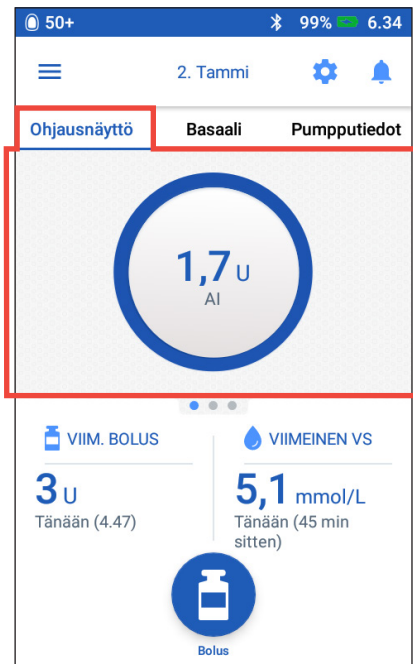 50+ 99% 6.34
2. Tammi
Ohjausnäyttö Basaali Pumpputiedot
1,7 U
AI
VIIM. BOLUS VIIMEINEN VS
3 U 5,1 mmol/L
Tänään (4.47) Tänään (45 min
sitten)
Bolus